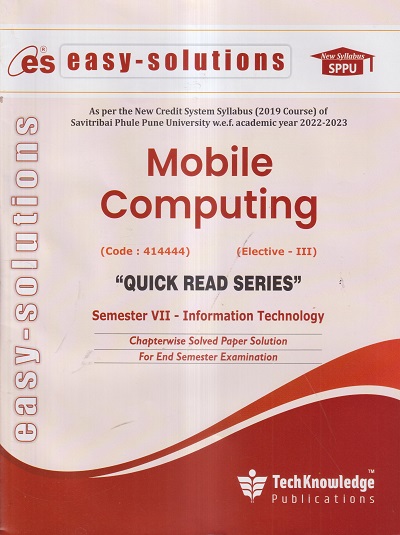 es® easy-solutions
New Syllabus
SPPU
As per the New Credit System Syllabus (2019 Course) of
Savitribai Phule Pune University w.e.f. academic year 2022-2023
easy-solutions
Mobile
Computing
(Code : 414444) (Elective - III)
"QUICK READ SERIES"
Semester VII - Information Technology
Chapterwise Solved Paper Solution
For End Semester Examination
TechKnowledge™
Publications